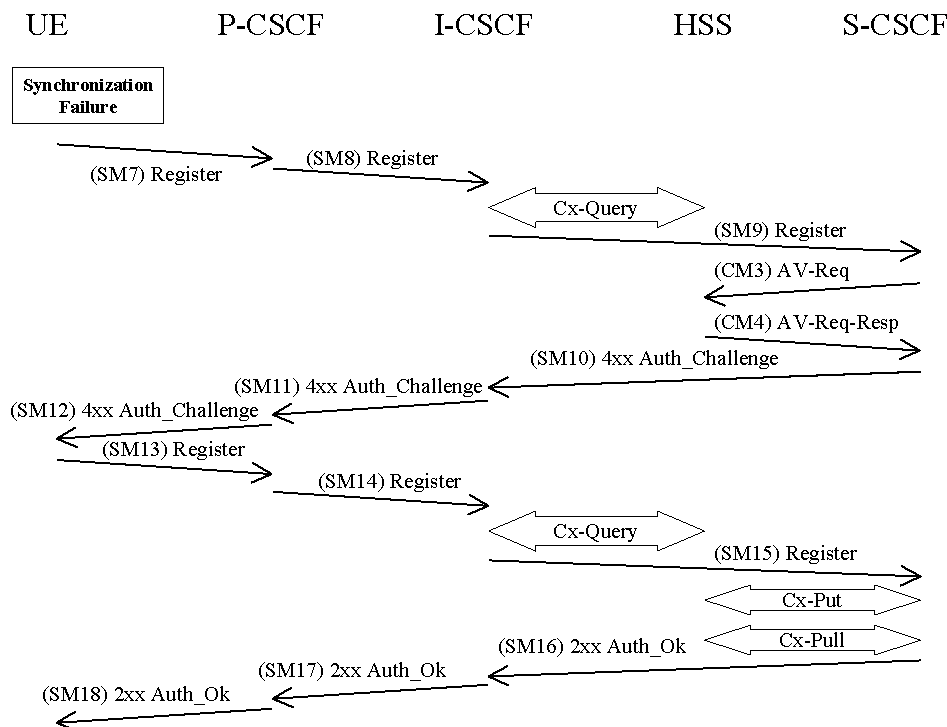 UE P-CSCF I-CSCF HSS S-CSCF
Synchronization
Failure
(SM7) Register
(SM8) Register
Cx-Query
(SM9) Register
(CM3) AV-Req
(CM4) AV-Req-Resp
(SM10) 4xx Auth_Challenge
(SM11) 4xx Auth_Challenge
(SM12) 4xx Auth_Challenge
(SM13) Register
(SM14) Register
Cx-Query
(SM15) Register
Cx-Put
Cx-Pull
(SM16) 2xx Auth_Ok
(SM17) 2xx Auth_Ok
(SM18) 2xx Auth_Ok